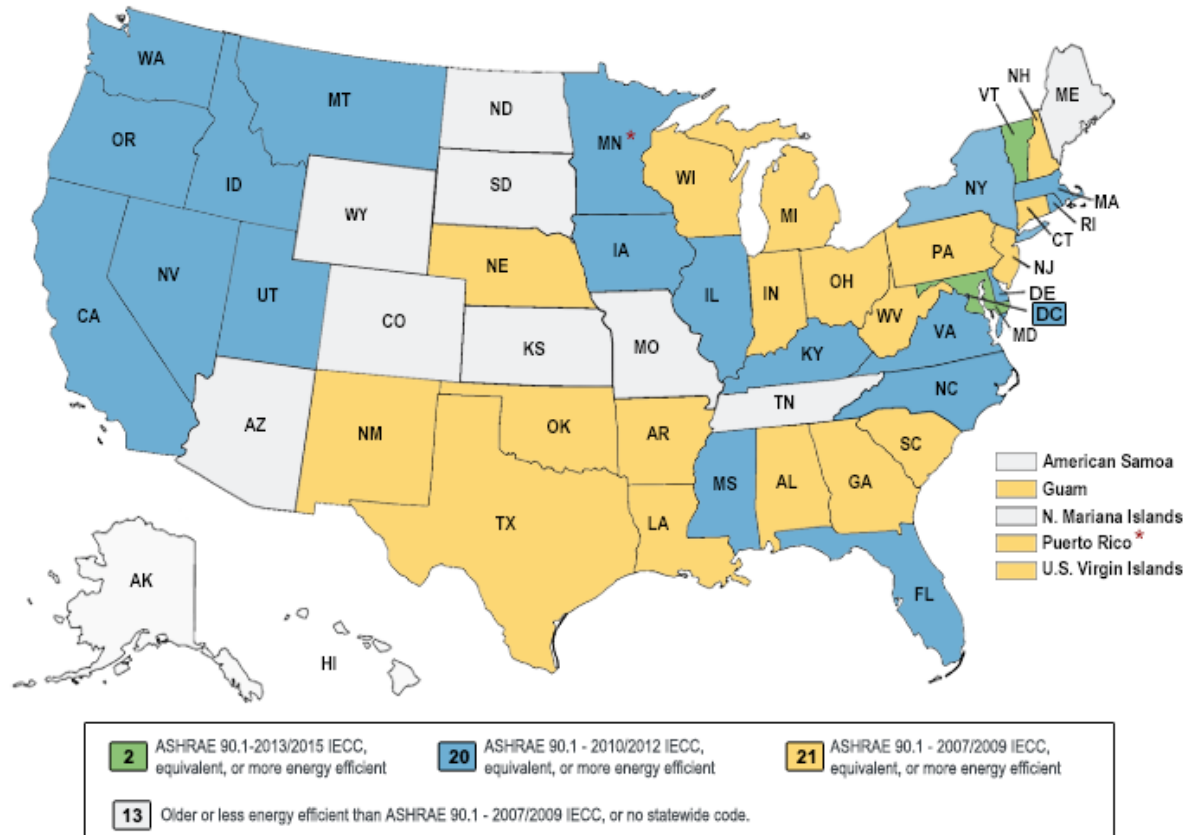 WA
MT
ND
MN *
OR
ID
SD
WI
WY
MI
NH
VT
ME
NY
MA
RI
CT
NV
UT
NE
IA
PA
NJ
CA
CO
IL
IN
OH
DE
DC
WV
VA
MD
KS
MO
KY
NC
AZ
NM
OK
AR
TN
SC
MS
AL
GA
TX
LA
FL
AK
HI
American Samoa
Guam
N. Mariana Islands
Puerto Rico *
U.S. Virgin Islands
2 ASHRAE 90.1-2013/2015 IECC,
equivalent, or more energy efficient
20 ASHRAE 90.1 - 2010/2012 IECC,
equivalent, or more energy efficient
21 ASHRAE 90.1 - 2007/2009 IECC,
equivalent, or more energy efficient
13 Older or less energy efficient than ASHRAE 90.1 - 2007/2009 IECC, or no statewide code.